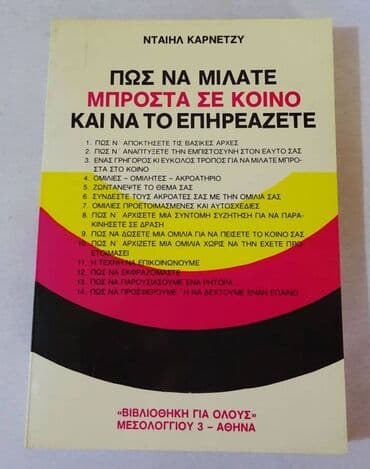 ΝΤΑΙΗΛ ΚΑΡΝΕΤΖΥ
ΠΩΣ ΝΑ ΜΙΛΑΤΕ
ΜΠΡΟΣΤΑ ΣΕ ΚΟΙΝΟ
ΚΑΙ ΝΑ ΤΟ ΕΠΗΡΕΑΖΕΤΕ
1. ΠΩΣ Ν΄ ΑΠΟΚΤΗΣΕΤΕ ΤΙΣ ΒΑΣΙΚΕΣ ΑΡΧΕΣ
2. ΠΩΣ Ν΄ ΑΝΑΠΤΥΞΕΤΕ ΤΗΝ ΕΜΠΙΣΤΟΣΥΝΗ ΣΤΟΝ ΕΑΥΤΟ ΣΑΣ
3. ΕΝΑΣ ΓΡΗΓΟΡΟΣ ΚΙ ΕΥΚΟΛΟΣ ΤΡΟΠΟΣ ΓΙΑ ΝΑ ΜΙΛΑΤΕ ΜΠΡΟ-
ΣΤΑ ΣΤΟ ΚΟΙΝΟ
4. ΟΜΙΛΙΕΣ – ΟΜΙΛΗΤΕΣ – ΑΚΡΟΑΤΗΡΙΟ
5. ΖΩΝΤΑΝΕΨΤΕ ΤΟ ΘΕΜΑ ΣΑΣ
6. ΣΥΝΔΕΣΤΕ ΤΟΥΣ ΑΚΡΟΑΤΕΣ ΣΑΣ ΜΕ ΤΗΝ ΟΜΙΛΙΑ ΣΑΣ
7. ΟΜΙΛΙΕΣ ΠΡΟΕΤΟΙΜΑΣΜΕΝΕΣ ΚΑΙ ΑΥΤΟΣΧΕΔΙΕΣ
8. ΠΩΣ Ν΄ ΑΡΧΙΣΕΤΕ ΜΙΑ ΣΥΝΤΟΜΗ ΣΥΖΗΤΗΣΗ ΓΙΑ ΝΑ ΠΑΡΑ-
ΚΙΝΗΣΕΤΕ ΣΕ ΔΡΑΣΗ
9. ΠΩΣ ΝΑ ΔΩΣΕΤΕ ΜΙΑ ΟΜΙΛΙΑ ΓΙΑ ΝΑ ΠΕΙΣΕΤΕ ΤΟ ΚΟΙΝΟ ΣΑΣ
10. ΠΩΣ Ν΄ ΑΡΧΙΖΕΤΕ ΜΙΑ ΟΜΙΛΙΑ ΧΩΡΙΣ ΝΑ ΤΗΝ ΕΧΕΤΕ ΠΡΟ-
ΕΤΟΙΜΑΣΕΙ
11. Η ΤΕΧΝΗ ΝΑ ΕΠΙΚΟΙΝΩΝΟΥΜΕ
12. ΠΩΣ ΝΑ ΕΚΦΡΑΖΟΜΑΣΤΕ
13. ΠΩΣ ΝΑ ΠΑΡΟΥΣΙΑΣΟΥΜΕ ΕΝΑ ΡΗΤΟΡΑ
14. ΠΩΣ ΝΑ ΠΡΟΣΦΕΡΟΥΜΕ Ή ΝΑ ΔΕΧΤΟΥΜΕ ΕΝΑΝ ΕΠΑΙΝΟ
«ΒΙΒΛΙΟΘΗΚΗ ΓΙΑ ΟΛΟΥΣ»
ΜΕΣΟΛΟΓΓΙΟΥ 3 – ΑΘΗΝΑ